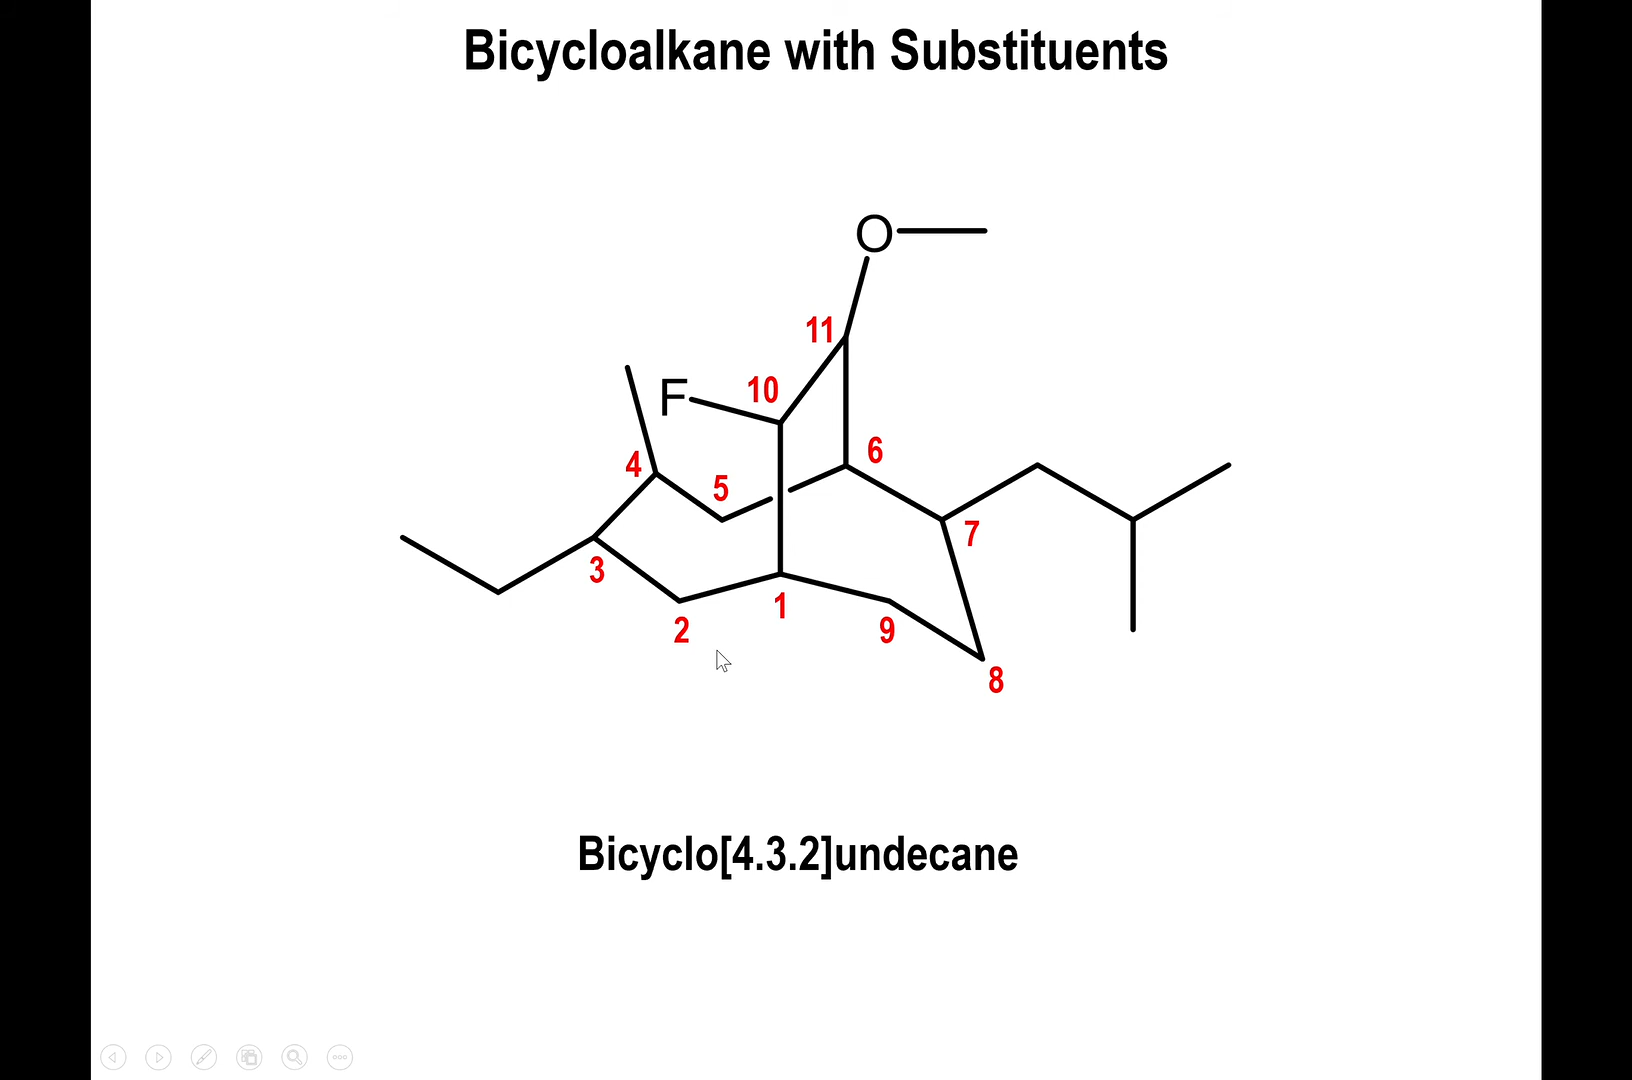 Bicycloalkane with Substituents
O
11
F
10
4
6
5
7
3
1
2
9
8
Bicyclo[4.3.2]undecane